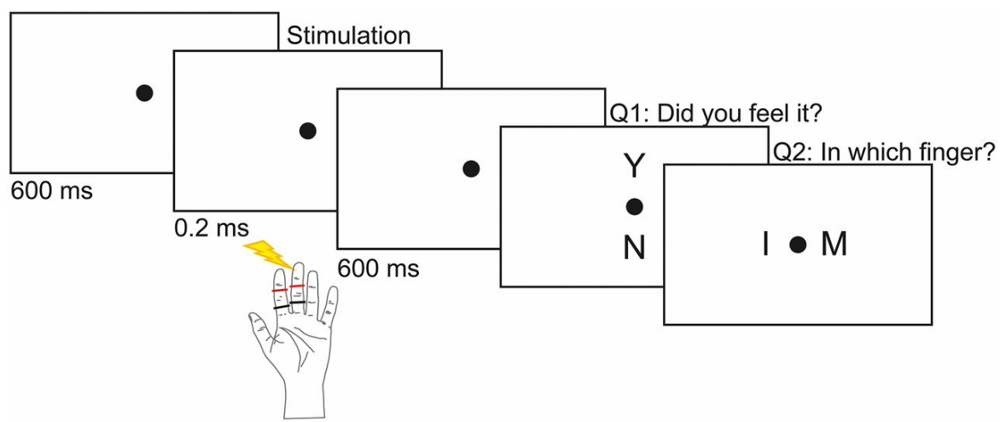 Stimulation
Q1: Did you feel it?
Q2: In which finger?
Y
600 ms
0.2 ms
N
I M
600 ms